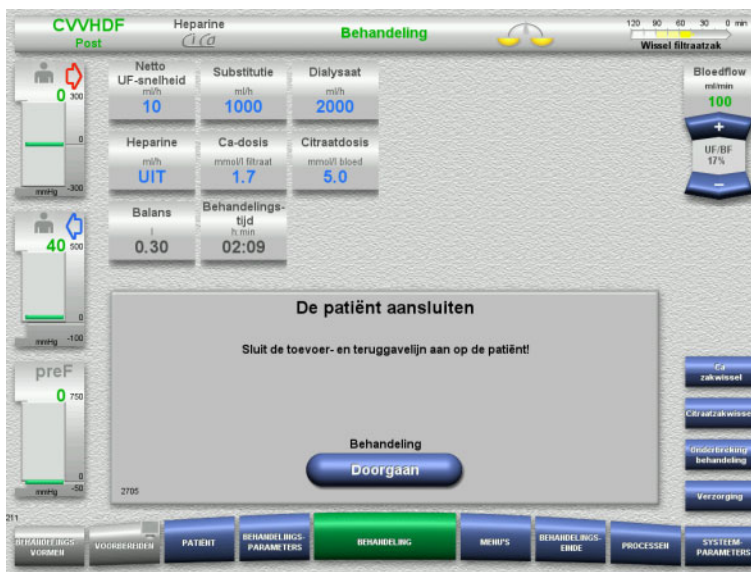 CVVHDF
Post
Heparine
Ci Ca
Behandeling
120 90 60 30 0 min
Wissel filtraatzak
0 300
0
mmHg -300
40 500
0
mmHg -100
preF
0 750
0
mmHg -50
Netto
UF-snelheid
ml/h
10
Substitutie
ml/h
1000
Dialysaat
ml/h
2000
Heparine
ml/h
UIT
Ca-dosis
mmol/l filtraat
1.7
Citraatdosis
mmol/l bloed
5.0
Balans
l
0.30
Behandelings-
tijd
h:min
02:09
Bloedflow
ml/min
100
+
UF/BF
17%
−
De patiënt aansluiten
Sluit de toevoer- en teruggavelijn aan op de patiënt!
Behandeling
Doorgaan
2705
Ca
zakwissel
Citraatzakwissel
Onderbreking
behandeling
Verzorging
211
BEHANDELINGS-
VORMEN
VOORBEREIDEN
PATIËNT
BEHANDELINGS-
PARAMETERS
BEHANDELING
MENU'S
BEHANDELINGS-
EINDE
PROCESSEN
SYSTEEM-
PARAMETERS